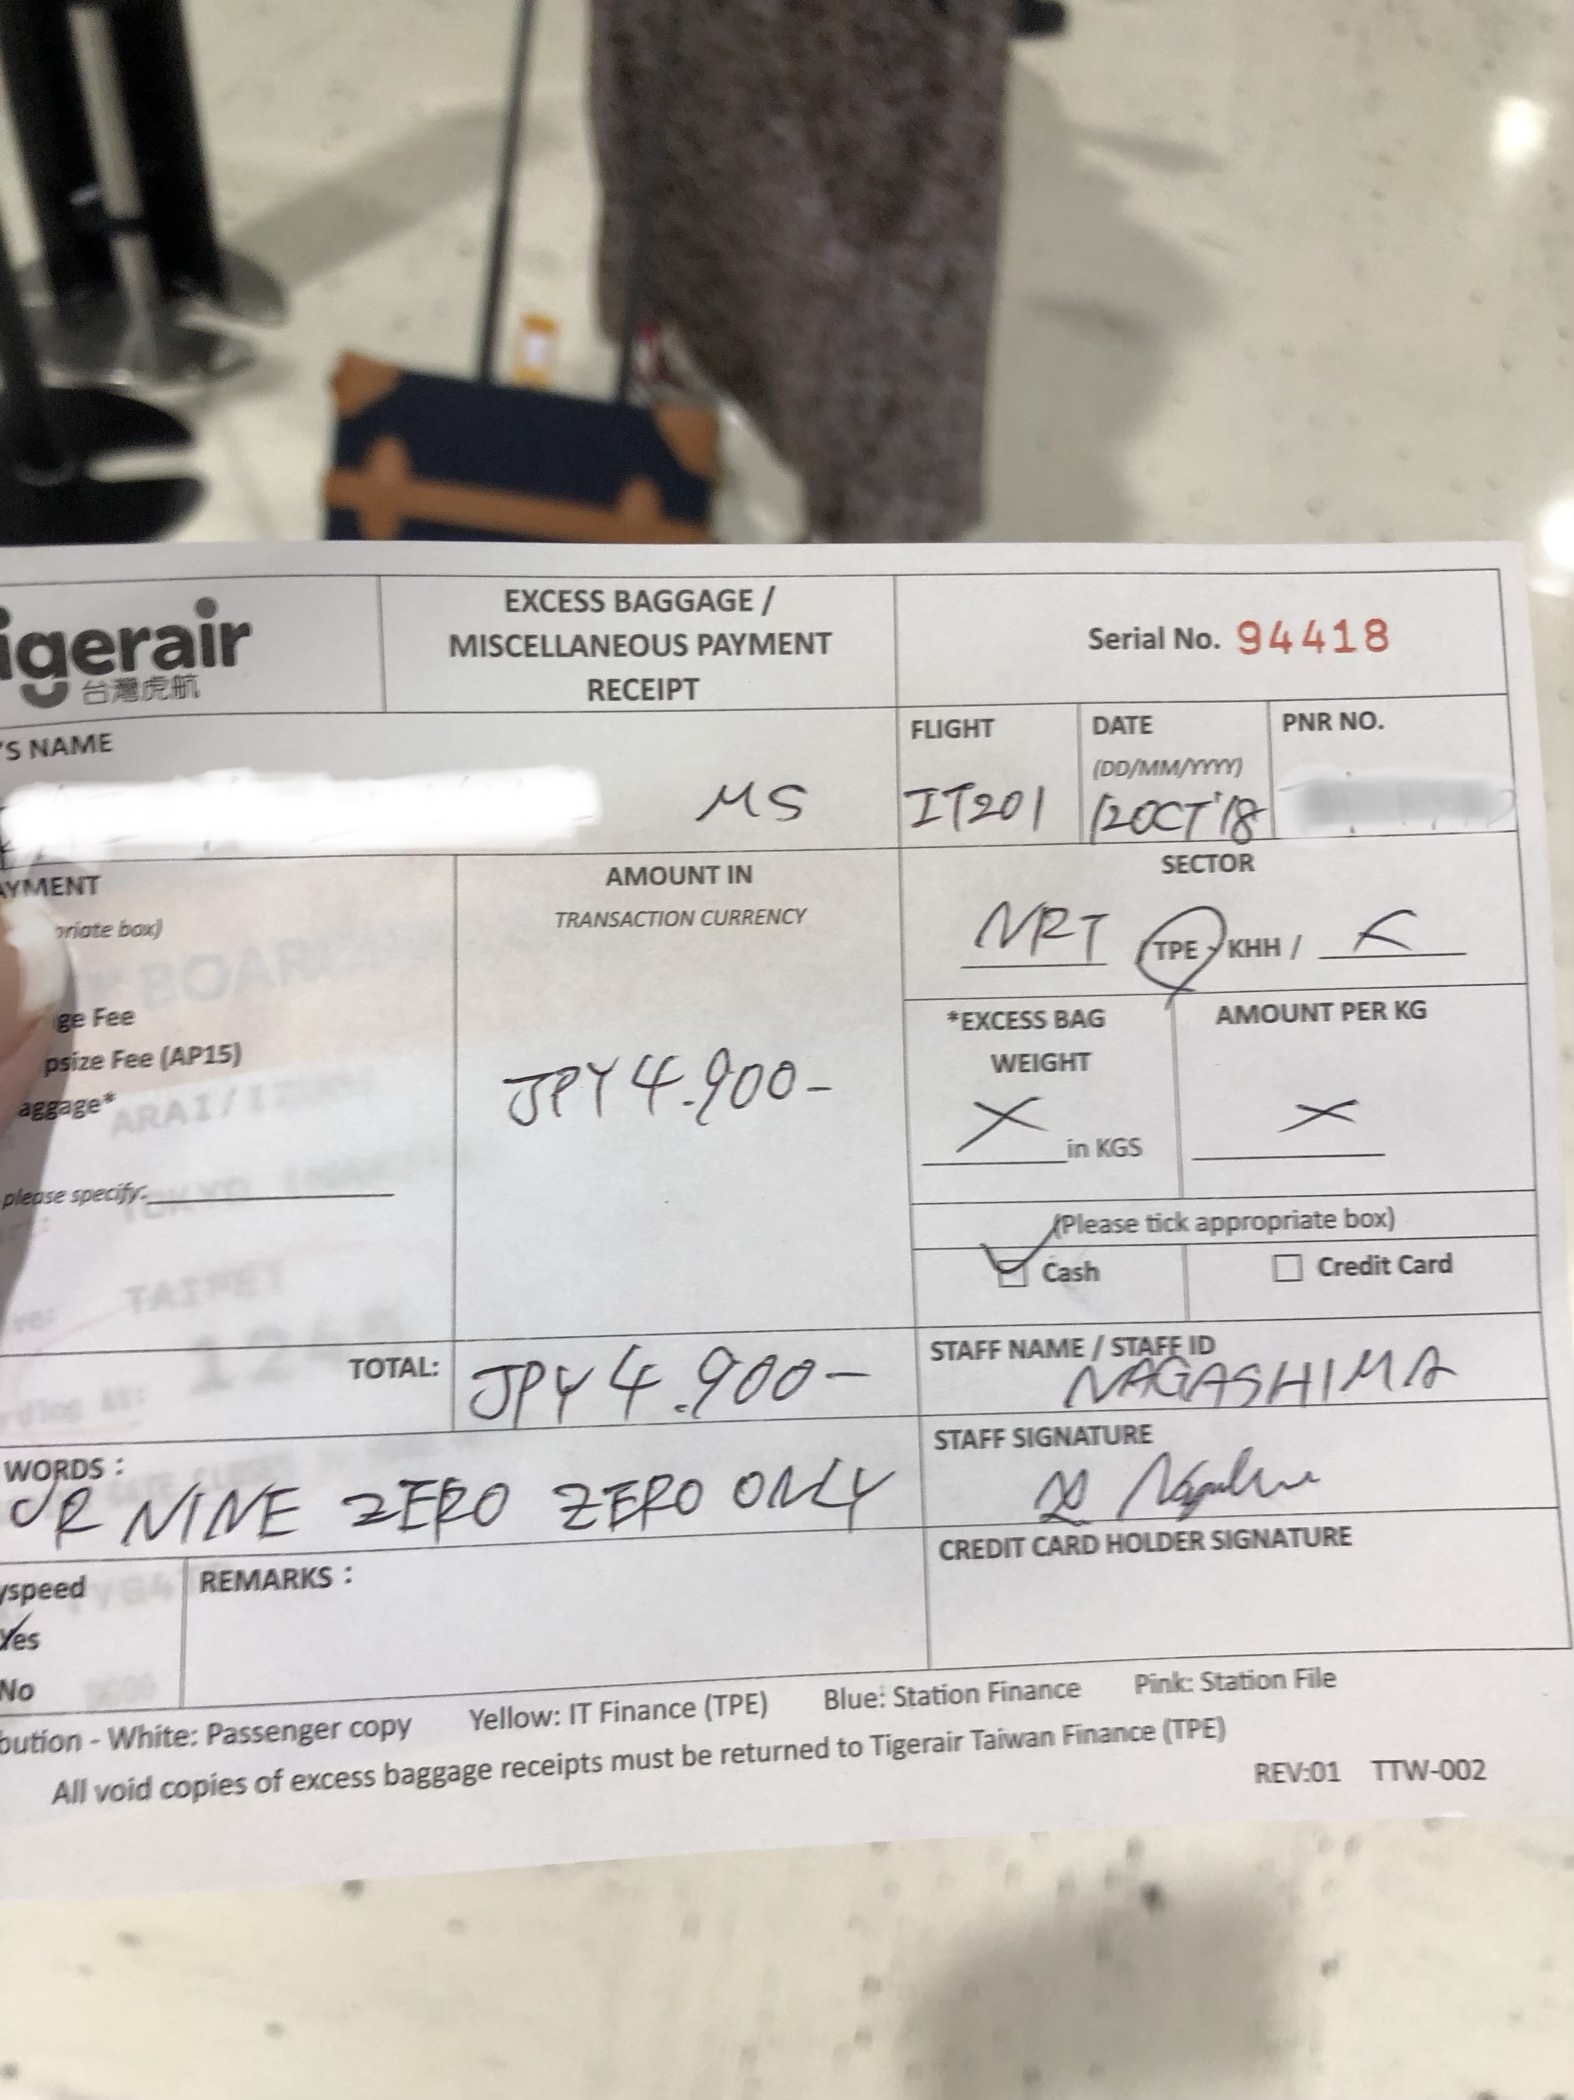 igerair
台灣虎航
EXCESS BAGGAGE /
MISCELLANEOUS PAYMENT
RECEIPT
Serial No. 94418
'S NAME
MS
FLIGHT
IT201
DATE
(DD/MM/YYYY)
12OCT'18
PNR NO.
AYMENT
priate box)
ge Fee
psize Fee (AP15)
aggage*
please specify:
AMOUNT IN
TRANSACTION CURRENCY
JPY 4.900-
SECTOR
NRT TPE - KHH /
*EXCESS BAG
WEIGHT
X in KGS
AMOUNT PER KG
X
(Please tick appropriate box)
Cash
Credit Card
TOTAL: JPY 4.900-
STAFF NAME / STAFF ID
NAGASHIMA
WORDS :
UR NINE ZERO ZERO ONLY
STAFF SIGNATURE
CREDIT CARD HOLDER SIGNATURE
yspeed
Yes
No
REMARKS :
bution - White: Passenger copy Yellow: IT Finance (TPE) Blue: Station Finance Pink: Station File
All void copies of excess baggage receipts must be returned to Tigerair Taiwan Finance (TPE)
REV:01 TTW-002
ARAI/I
TAIPEI